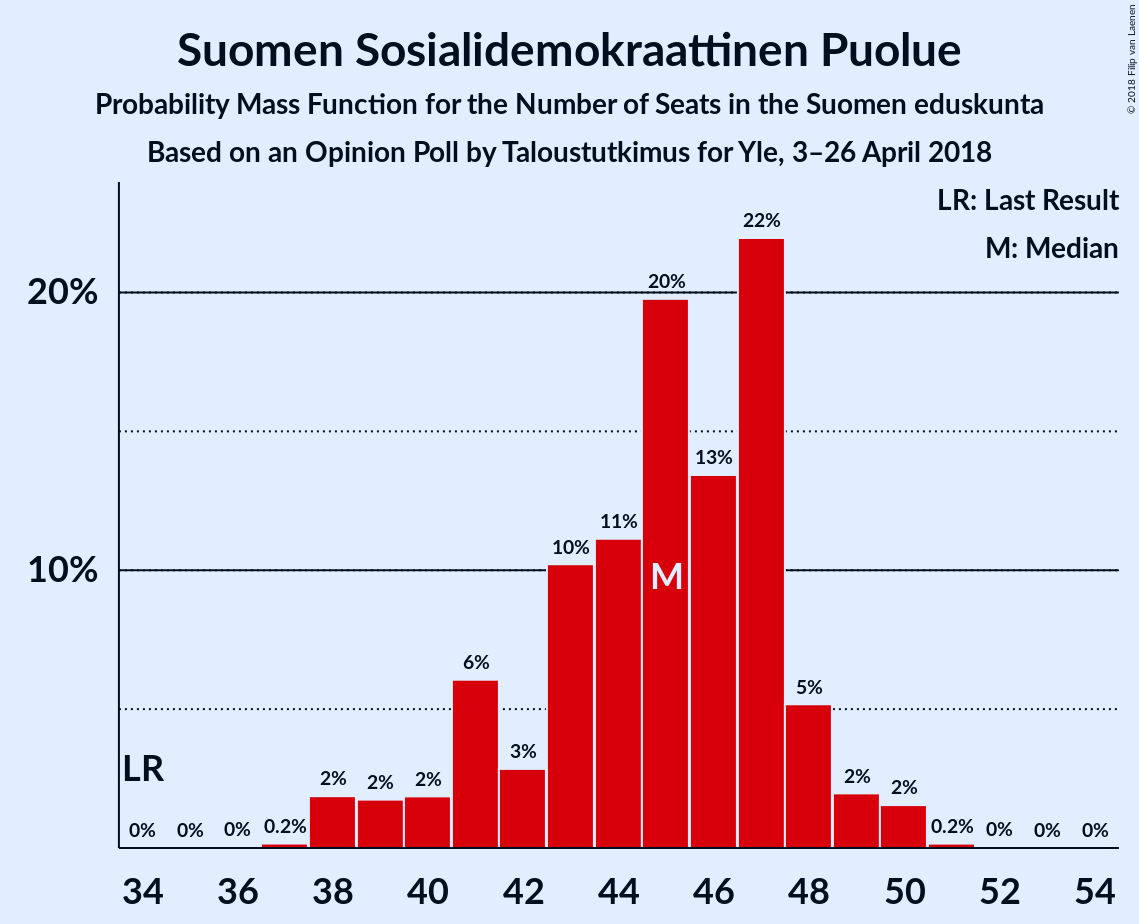 Suomen Sosialidemokraattinen Puolue
Probability Mass Function for the Number of Seats in the Suomen eduskunta
Based on an Opinion Poll by Taloustutkimus for Yle, 3–26 April 2018
© 2018 Filip van Laenen
LR: Last Result
M: Median
22%
20%
20%
13%
11%
10%
10%
M
6%
5%
3%
LR
2%
2%
2%
2%
2%
0%
0%
0%
0.2%
0.2%
0%
0%
0%
34 36 38 40 42 44 46 48 50 52 54